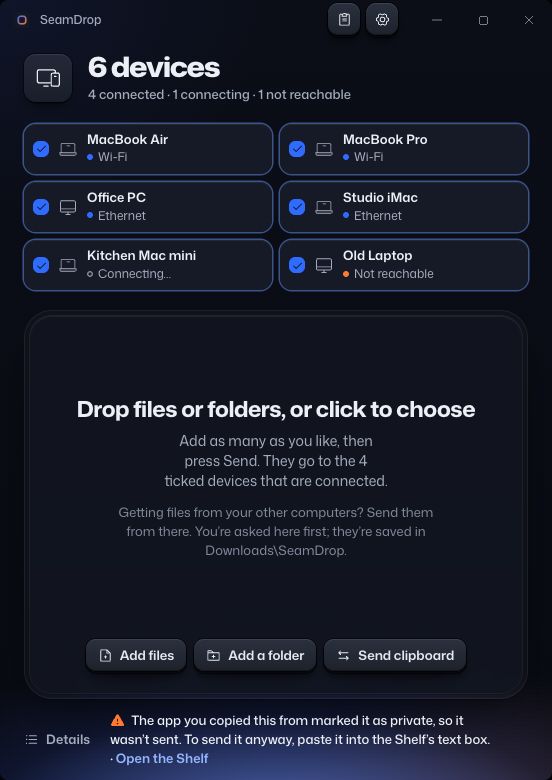 SeamDrop
6 devices
4 connected · 1 connecting · 1 not reachable
MacBook Air
Wi-Fi
MacBook Pro
Wi-Fi
Office PC
Ethernet
Studio iMac
Ethernet
Kitchen Mac mini
Connecting...
Old Laptop
Not reachable
Drop files or folders, or click to choose
Add as many as you like, then
press Send. They go to the 4
ticked devices that are connected.
Getting files from your other computers? Send them
from there. You're asked here first; they're saved in
Downloads\SeamDrop.
Add files
Add a folder
Send clipboard
Details
The app you copied this from marked it as private, so it
wasn't sent. To send it anyway, paste it into the Shelf's text box.
· Open the Shelf